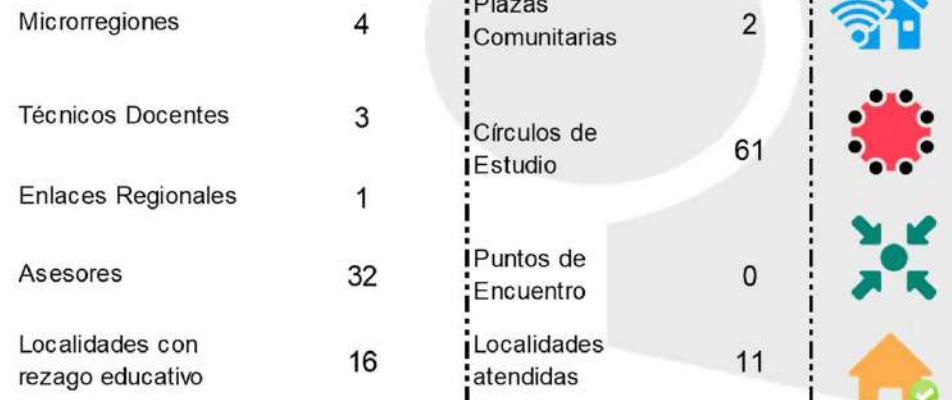 Microrregiones 4
Técnicos Docentes 3
Enlaces Regionales 1
Asesores 32
Localidades con
rezago educativo 16
Plazas
Comunitarias 2
Círculos de
Estudio 61
Puntos de
Encuentro 0
Localidades
atendidas 11